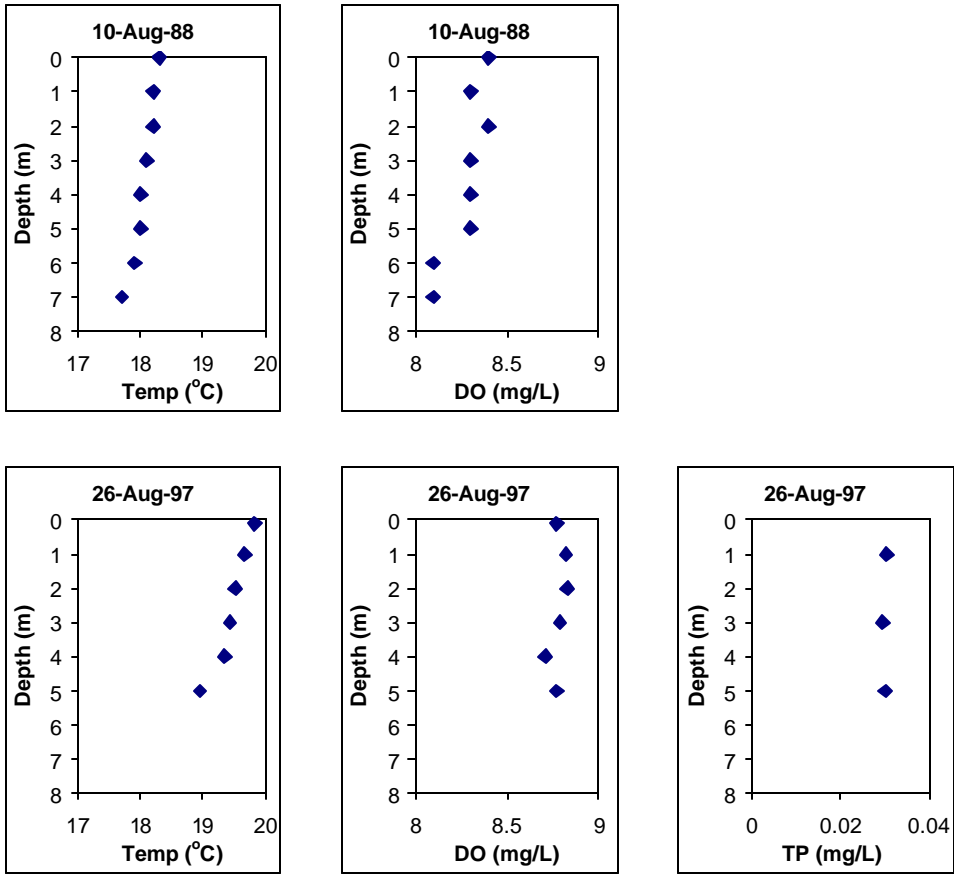 10-Aug-88
0
1
2
3
4
5
6
7
8
Depth (m)
17 18 19 20
Temp (°C)
10-Aug-88
0
1
2
3
4
5
6
7
8
Depth (m)
8 8.5 9
DO (mg/L)
26-Aug-97
0
1
2
3
4
5
6
7
8
Depth (m)
17 18 19 20
Temp (°C)
26-Aug-97
0
1
2
3
4
5
6
7
8
Depth (m)
8 8.5 9
DO (mg/L)
26-Aug-97
0
1
2
3
4
5
6
7
8
Depth (m)
0 0.02 0.04
TP (mg/L)